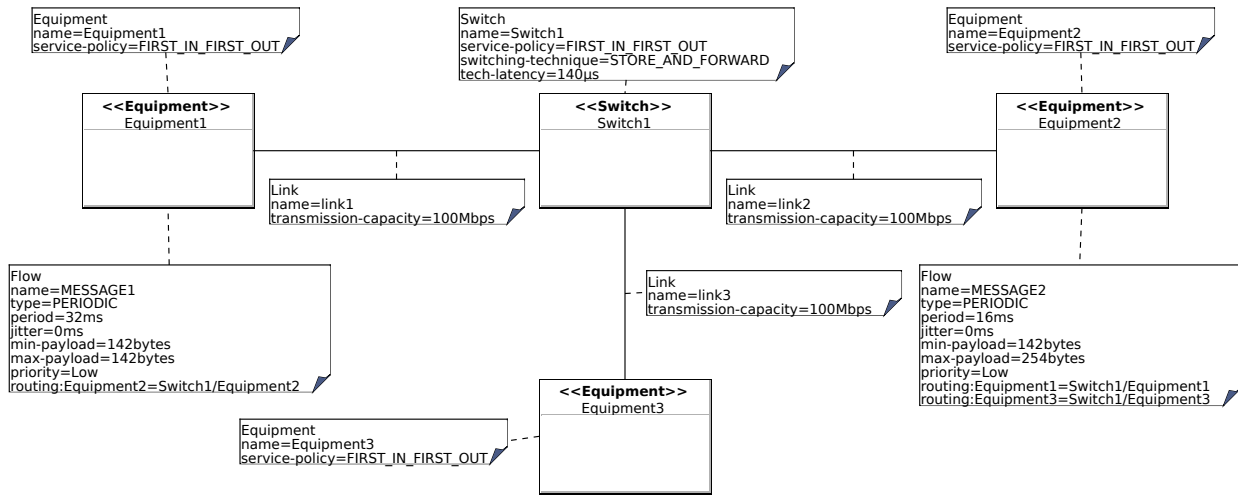 Equipment
name=Equipment1
service-policy=FIRST_IN_FIRST_OUT
Switch
name=Switch1
service-policy=FIRST_IN_FIRST_OUT
switching-technique=STORE_AND_FORWARD
tech-latency=140µs
Equipment
name=Equipment2
service-policy=FIRST_IN_FIRST_OUT
<<Equipment>>
Equipment1
<<Switch>>
Switch1
<<Equipment>>
Equipment2
Link
name=link1
transmission-capacity=100Mbps
Link
name=link2
transmission-capacity=100Mbps
Flow
name=MESSAGE1
type=PERIODIC
period=32ms
jitter=0ms
min-payload=142bytes
max-payload=142bytes
priority=Low
routing:Equipment2=Switch1/Equipment2
Link
name=link3
transmission-capacity=100Mbps
Flow
name=MESSAGE2
type=PERIODIC
period=16ms
jitter=0ms
min-payload=142bytes
max-payload=254bytes
priority=Low
routing:Equipment1=Switch1/Equipment1
routing:Equipment3=Switch1/Equipment3
<<Equipment>>
Equipment3
Equipment
name=Equipment3
service-policy=FIRST_IN_FIRST_OUT